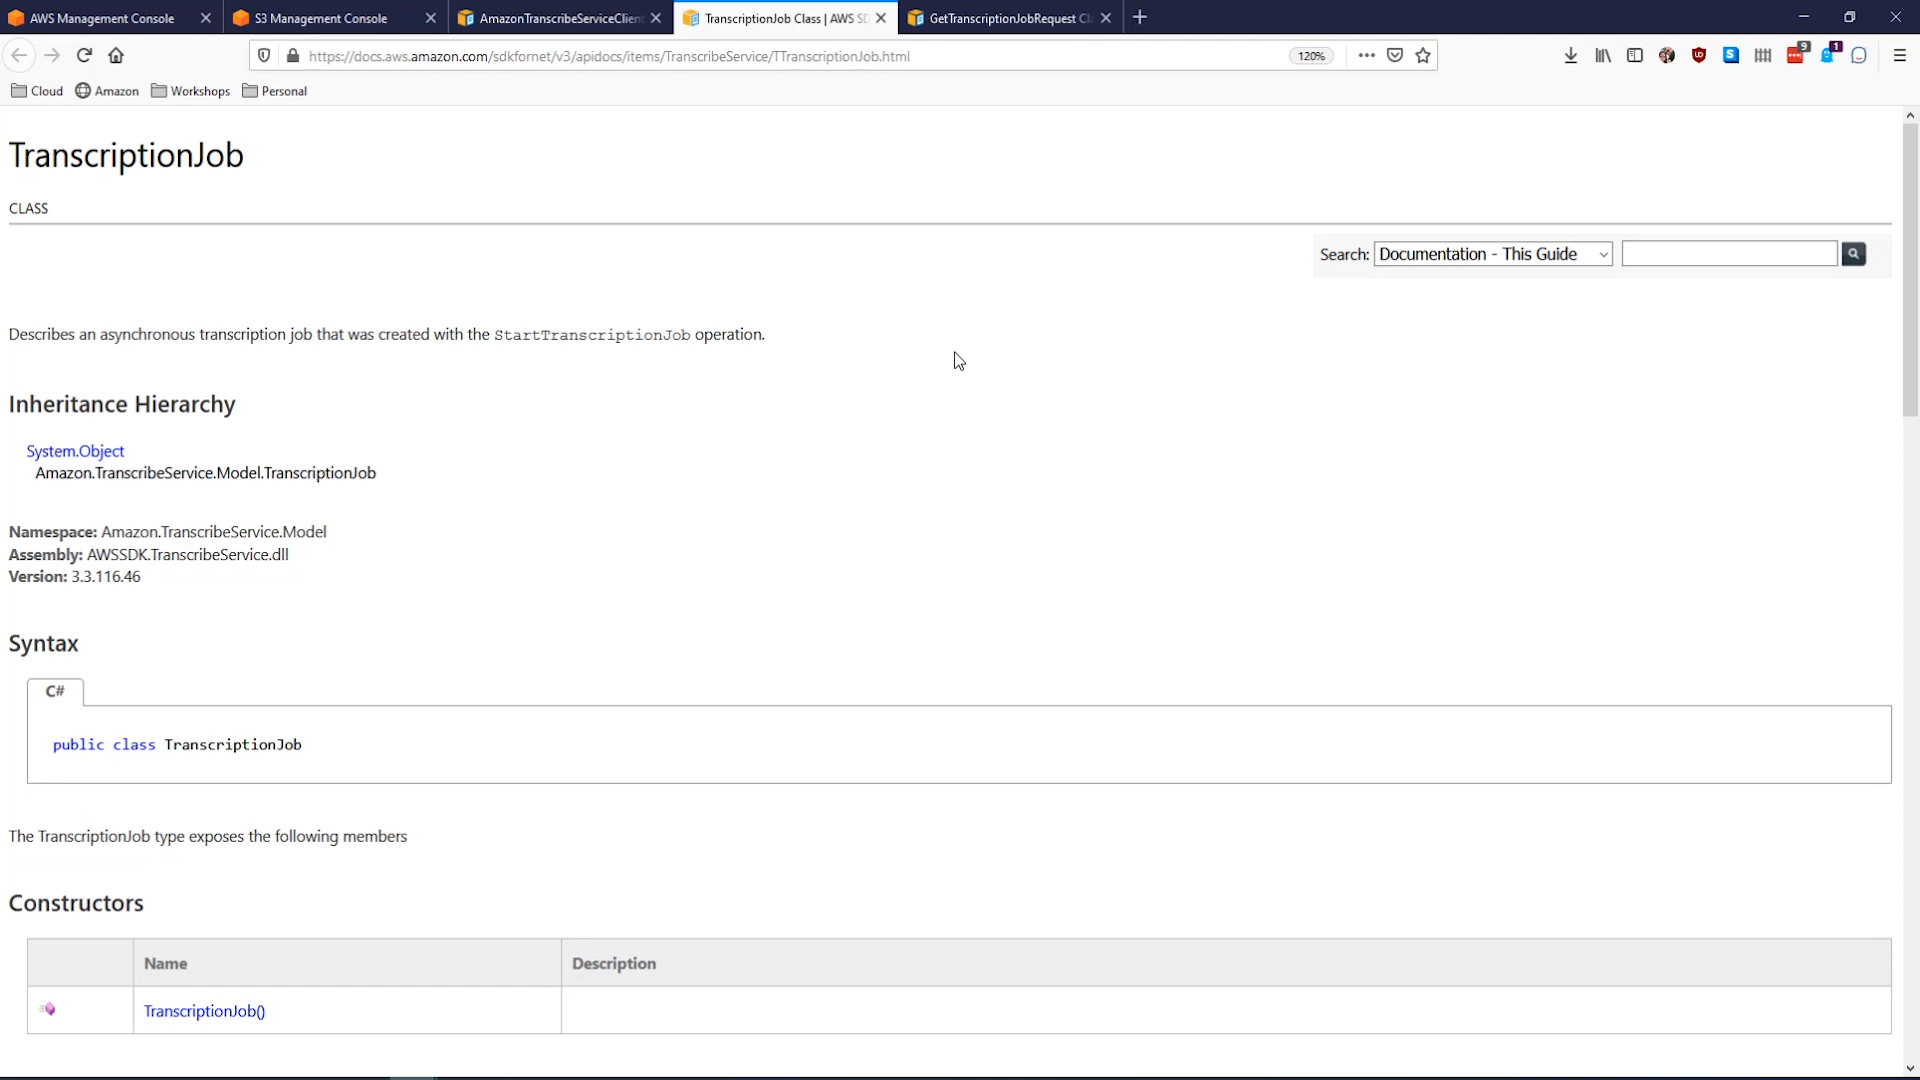 AWS Management Console
S3 Management Console
AmazonTranscribeServiceClien
TranscriptionJob Class | AWS SD
GetTranscriptionJobRequest Cl
https://docs.aws.amazon.com/sdkfornet/v3/apidocs/items/TranscribeService/TTranscriptionJob.html
120%
9
1
Cloud
Amazon
Workshops
Personal
TranscriptionJob
CLASS
Search: Documentation - This Guide
Describes an asynchronous transcription job that was created with the StartTranscriptionJob operation.
Inheritance Hierarchy
System.Object
Amazon.TranscribeService.Model.TranscriptionJob
Namespace: Amazon.TranscribeService.Model
Assembly: AWSSDK.TranscribeService.dll
Version: 3.3.116.46
Syntax
C#
public class TranscriptionJob
The TranscriptionJob type exposes the following members
Constructors
Name Description
TranscriptionJob()